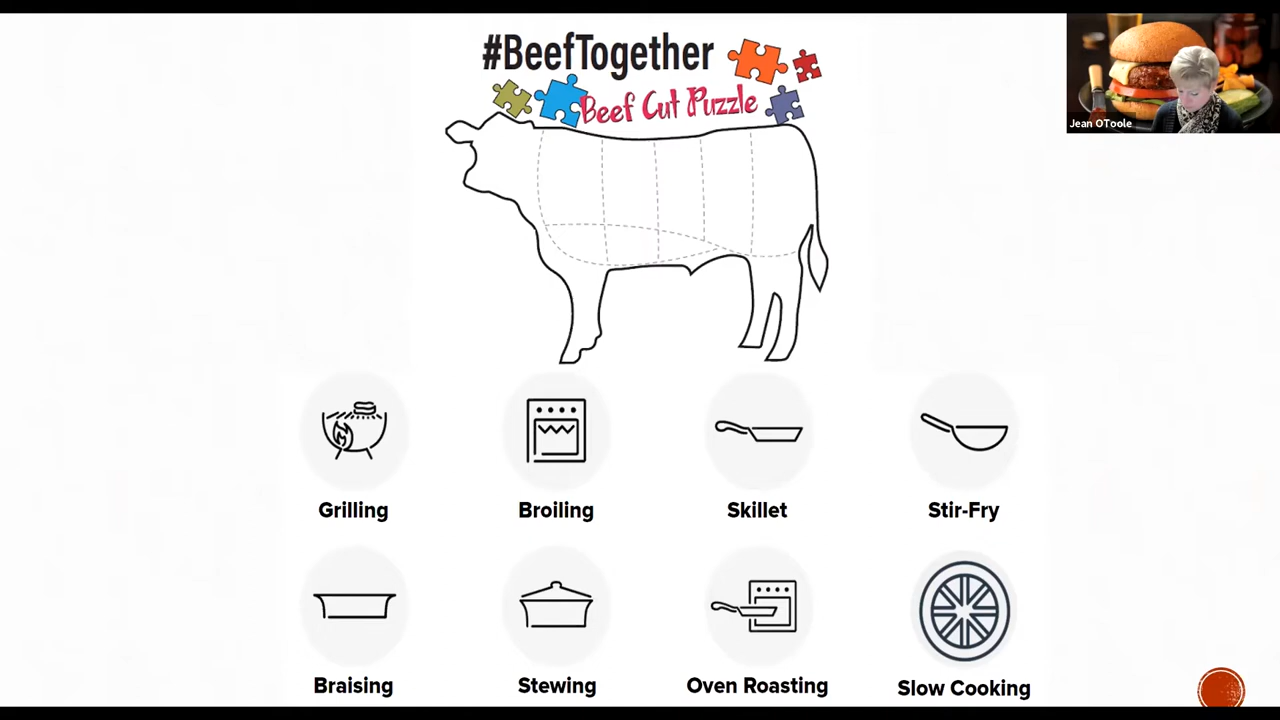 #BeefTogether
Beef Cut Puzzle
Jean OToole
Grilling
Broiling
Skillet
Stir-Fry
Braising
Stewing
Oven Roasting
Slow Cooking